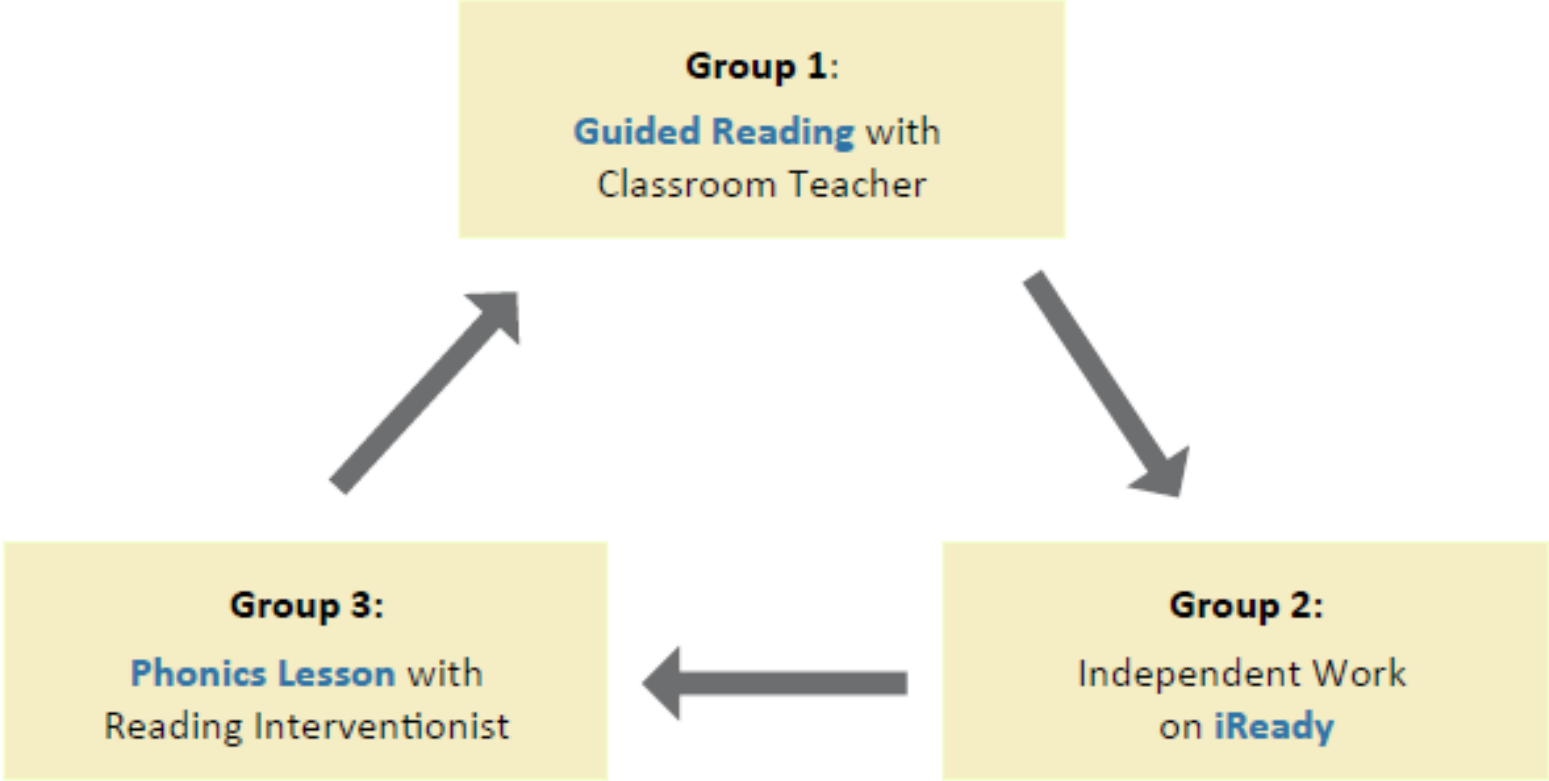 Group 1:
Guided Reading with
Classroom Teacher
Group 3:
Phonics Lesson with
Reading Interventionist
Group 2:
Independent Work
on iReady